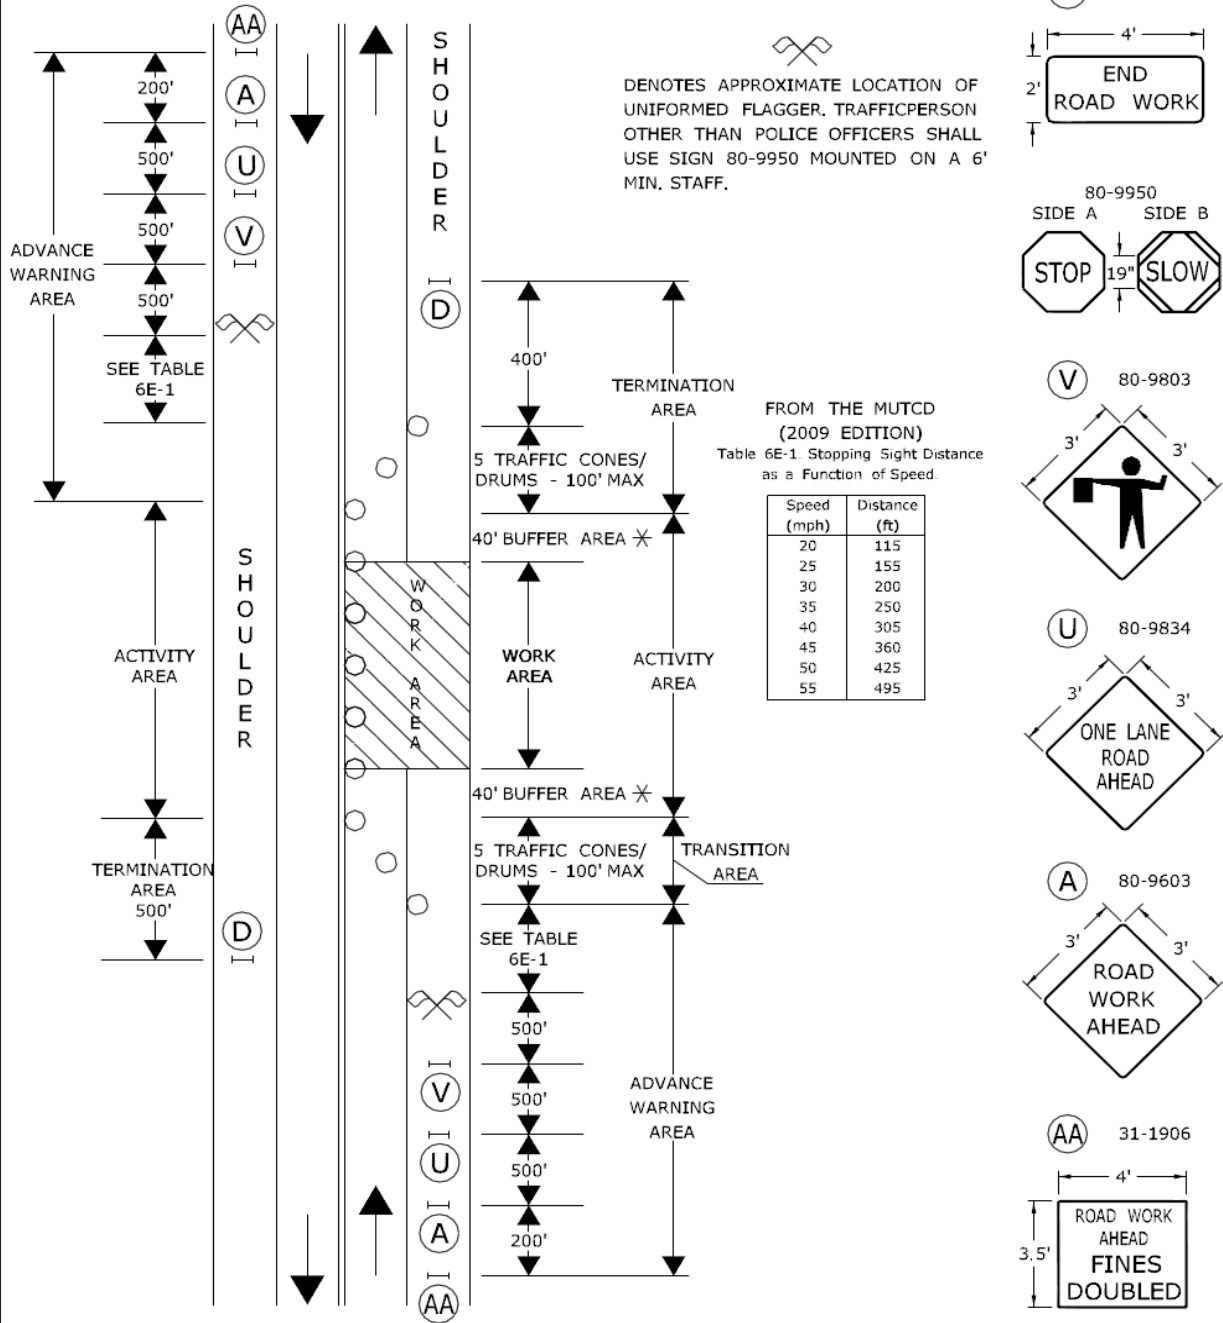 AA
200'
A
500'
U
500'
V
ADVANCE
WARNING
AREA
500'
SEE TABLE
6E-1
SHOULDER
ACTIVITY
AREA
TERMINATION
AREA
500'
D
SHOULDER
D
400'
TERMINATION
AREA
5 TRAFFIC CONES/
DRUMS - 100' MAX
40' BUFFER AREA
WORK AREA
WORK
AREA
ACTIVITY
AREA
40' BUFFER AREA
5 TRAFFIC CONES/
DRUMS - 100' MAX
TRANSITION
AREA
SEE TABLE
6E-1
500'
V
500'
ADVANCE
WARNING
AREA
U
500'
A
200'
AA
DENOTES APPROXIMATE LOCATION OF
UNIFORMED FLAGGER. TRAFFICPERSON
OTHER THAN POLICE OFFICERS SHALL
USE SIGN 80-9950 MOUNTED ON A 6'
MIN. STAFF.
FROM THE MUTCD
(2009 EDITION)
Table 6E-1. Stopping Sight Distance
as a Function of Speed.
Speed Distance
(mph) (ft)
20 115
25 155
30 200
35 250
40 305
45 360
50 425
55 495
4'
2'
END
ROAD WORK
80-9950
SIDE A SIDE B
STOP 19" SLOW
V 80-9803
3' 3'
U 80-9834
3' 3'
ONE LANE
ROAD
AHEAD
A 80-9603
3' 3'
ROAD
WORK
AHEAD
AA 31-1906
4'
3.5'
ROAD WORK
AHEAD
FINES
DOUBLED